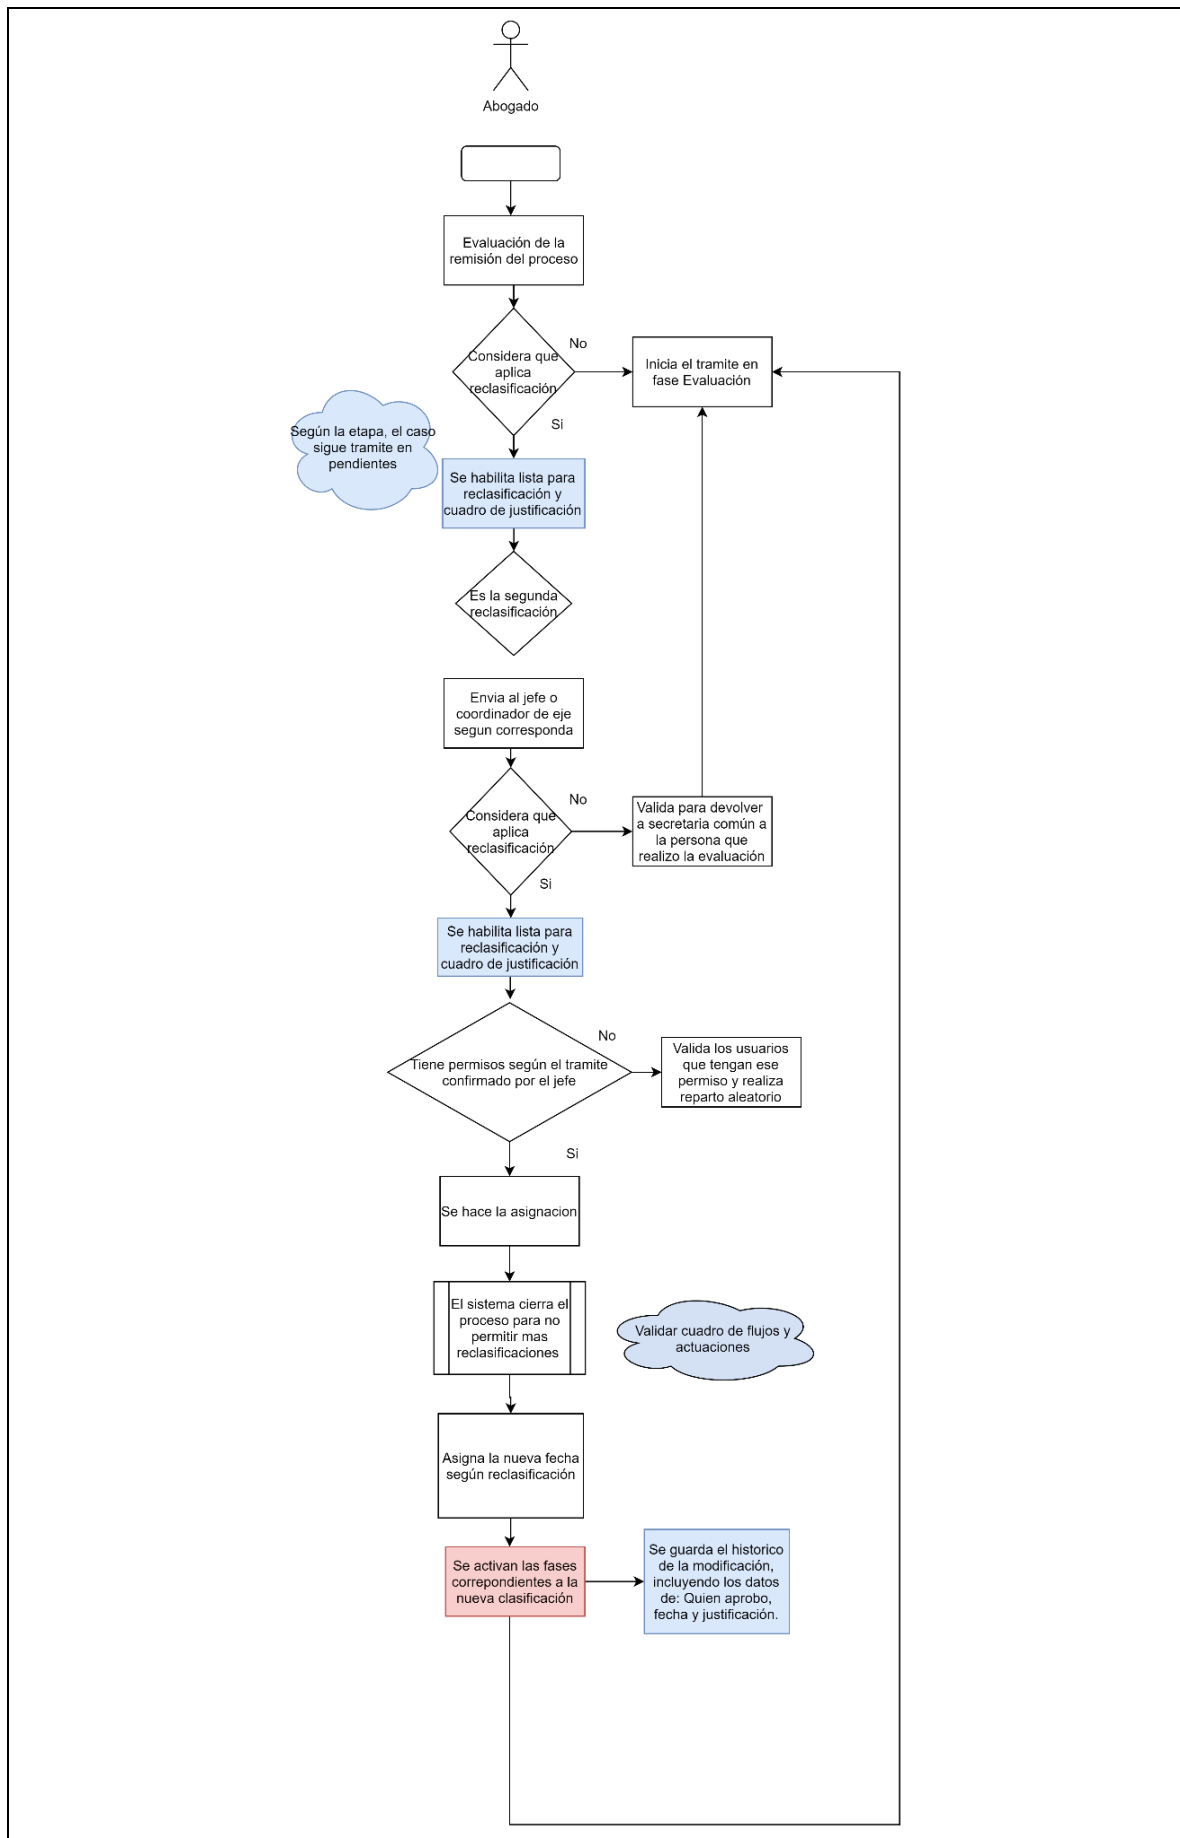 Abogado
Evaluación de la
remisión del proceso
Considera que
aplica
reclasificación
No
Inicia el tramite en
fase Evaluación
Si
Según la etapa, el caso
sigue tramite en
pendientes
Se habilita lista para
reclasificación y
cuadro de justificación
Es la segunda
reclasificación
Envia al jefe o
coordinador de eje
segun corresponda
Considera que
aplica
reclasificación
No
Valida para devolver
a secretaria común a
la persona que
realizo la evaluación
Si
Se habilita lista para
reclasificación y
cuadro de justificación
Tiene permisos según el tramite
confirmado por el jefe
No
Valida los usuarios
que tengan ese
permiso y realiza
reparto aleatorio
Si
Se hace la asignacion
El sistema cierra el
proceso para no
permitir mas
reclasificaciones
Validar cuadro de flujos y
actuaciones
Asigna la nueva fecha
según reclasificación
Se activan las fases
correpondientes a la
nueva clasificación
Se guarda el historico
de la modificación,
incluyendo los datos
de: Quien aprobo,
fecha y justificación.